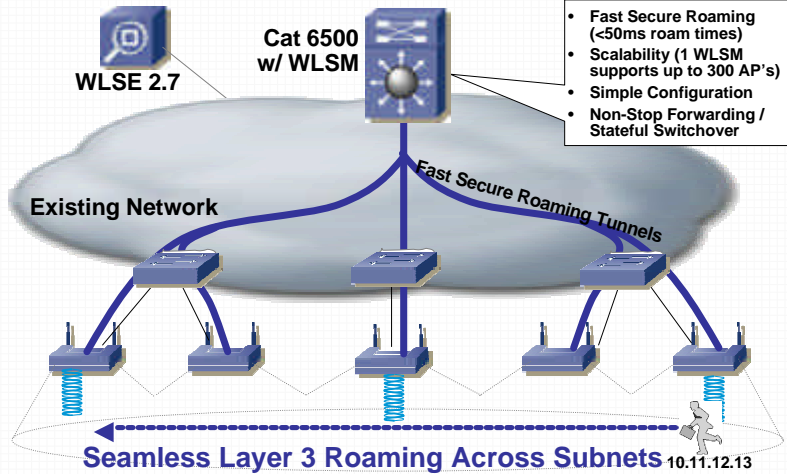 WLSE 2.7
Cat 6500
w/ WLSM
• Fast Secure Roaming
(<50ms roam times)
• Scalability (1 WLSM
supports up to 300 AP's)
• Simple Configuration
• Non-Stop Forwarding /
Stateful Switchover
Existing Network
Fast Secure Roaming Tunnels
Seamless Layer 3 Roaming Across Subnets
10.11.12.13